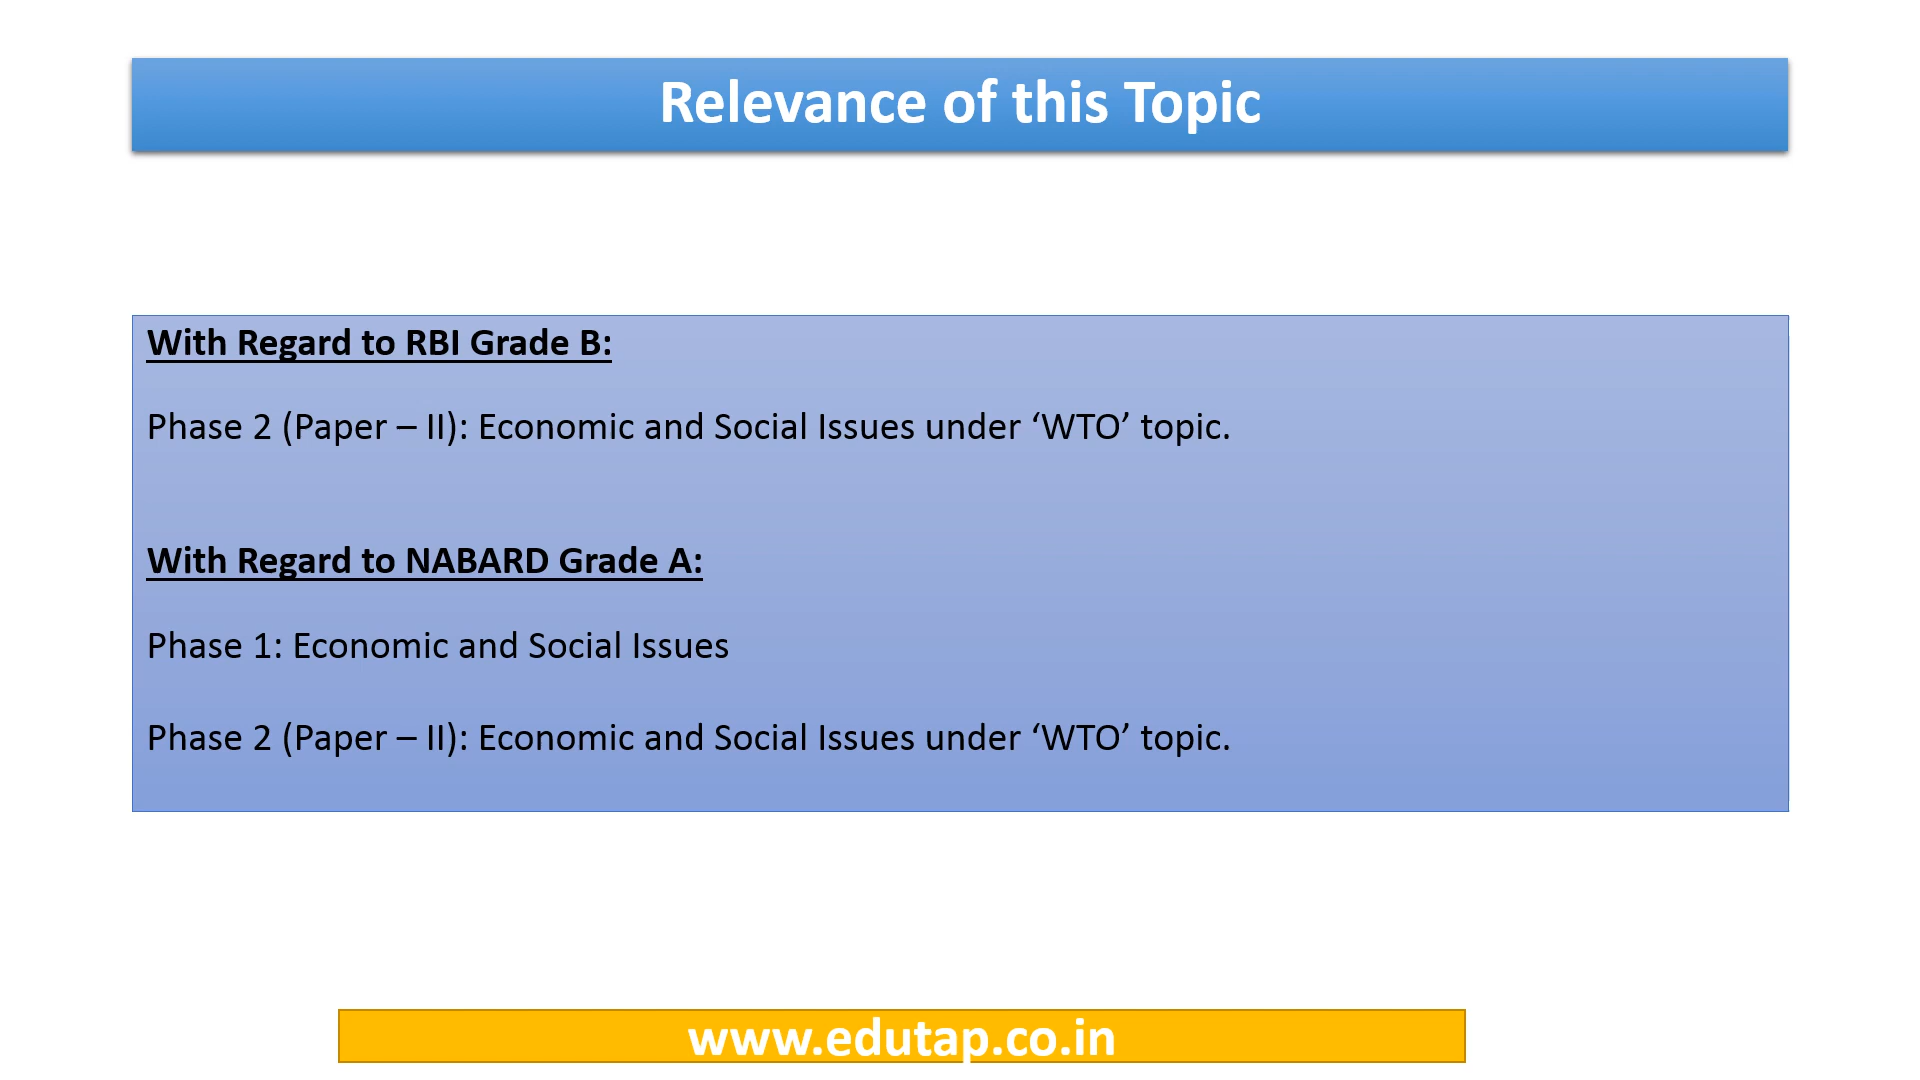 Relevance of this Topic
With Regard to RBI Grade B:
Phase 2 (Paper – II): Economic and Social Issues under ‘WTO’ topic.
With Regard to NABARD Grade A:
Phase 1: Economic and Social Issues
Phase 2 (Paper – II): Economic and Social Issues under ‘WTO’ topic.
www.edutap.co.in